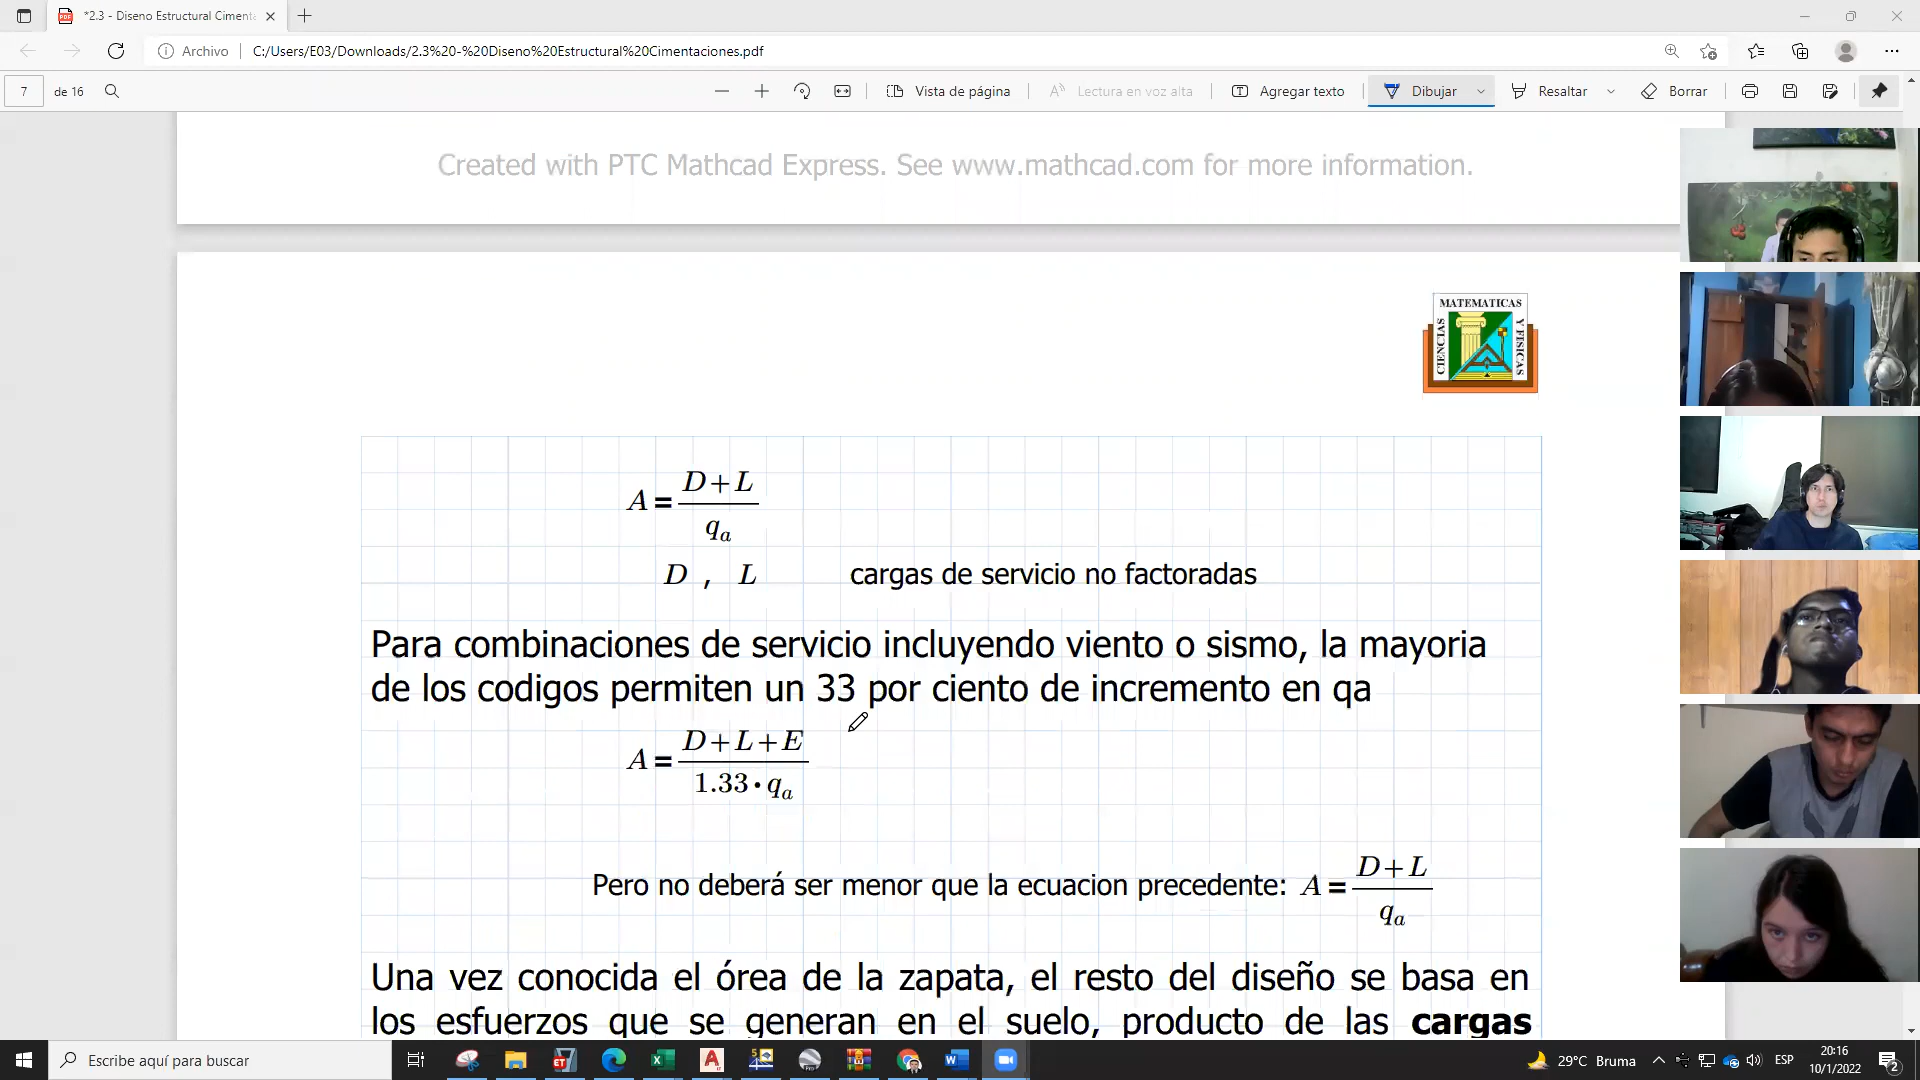 *2.3 - Diseno Estructural Ciment
Archivo
C:/Users/E03/Downloads/2.3%20-%20Diseno%20Estructural%20Cimentaciones.pdf
7 de 16
Vista de página
Lectura en voz alta
Agregar texto
Dibujar
Resaltar
Borrar
Created with PTC Mathcad Express. See www.mathcad.com for more information.
MATEMATICAS
CIENCIAS
Y FISICAS
A = (D+L)/qa
D , L cargas de servicio no factoradas
Para combinaciones de servicio incluyendo viento o sismo, la mayoria
de los codigos permiten un 33 por ciento de incremento en qa
A = (D+L+E)/(1.33·qa)
Pero no deberá ser menor que la ecuacion precedente: A = (D+L)/qa
Una vez conocida el órea de la zapata, el resto del diseño se basa en
los esfuerzos que se generan en el suelo, producto de las cargas
Escribe aquí para buscar
29°C Bruma
ESP
20:16
10/1/2022
2